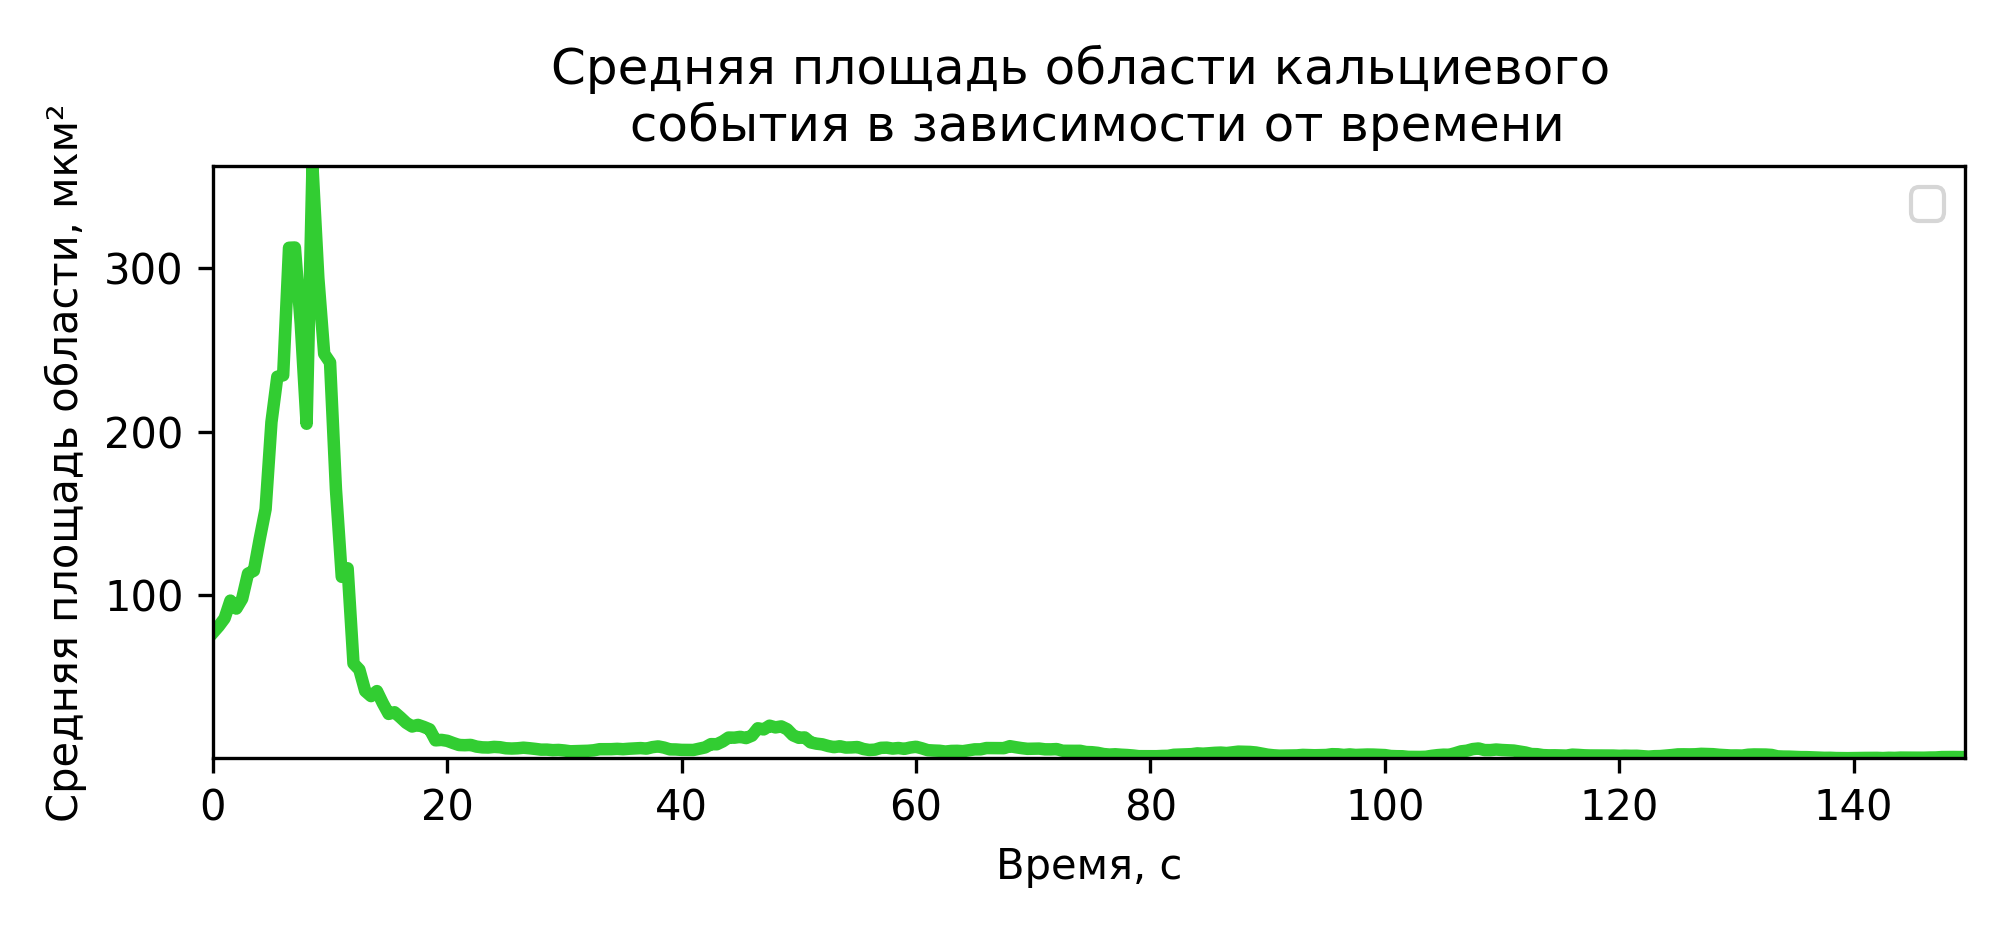 Средняя площадь области кальциевого
события в зависимости от времени
Средняя площадь области, мкм²
300
200
100
0 20 40 60 80 100 120 140
Время, с